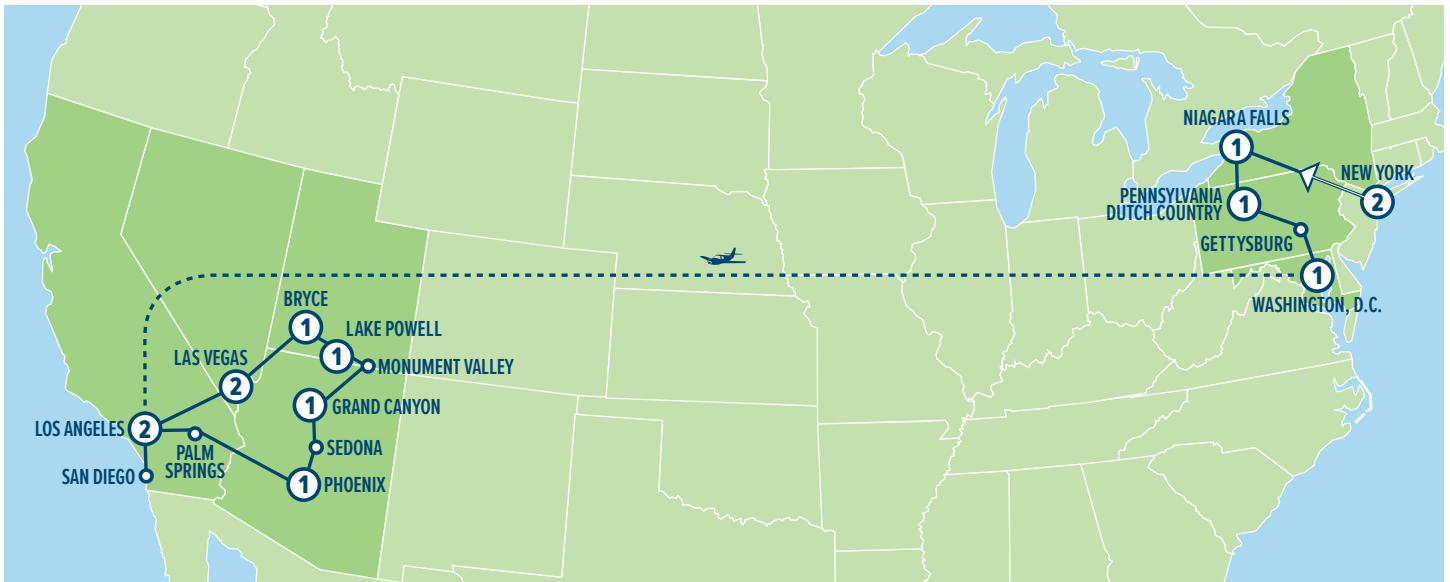 NIAGARA FALLS
1
NEW YORK
2
PENNSYLVANIA
DUTCH COUNTRY
1
GETTYSBURG
1
WASHINGTON, D.C.
BRYCE
1
LAKE POWELL
1
MONUMENT VALLEY
LAS VEGAS
2
1
GRAND CANYON
LOS ANGELES
2
PALM
SPRINGS
SEDONA
SAN DIEGO
1
PHOENIX